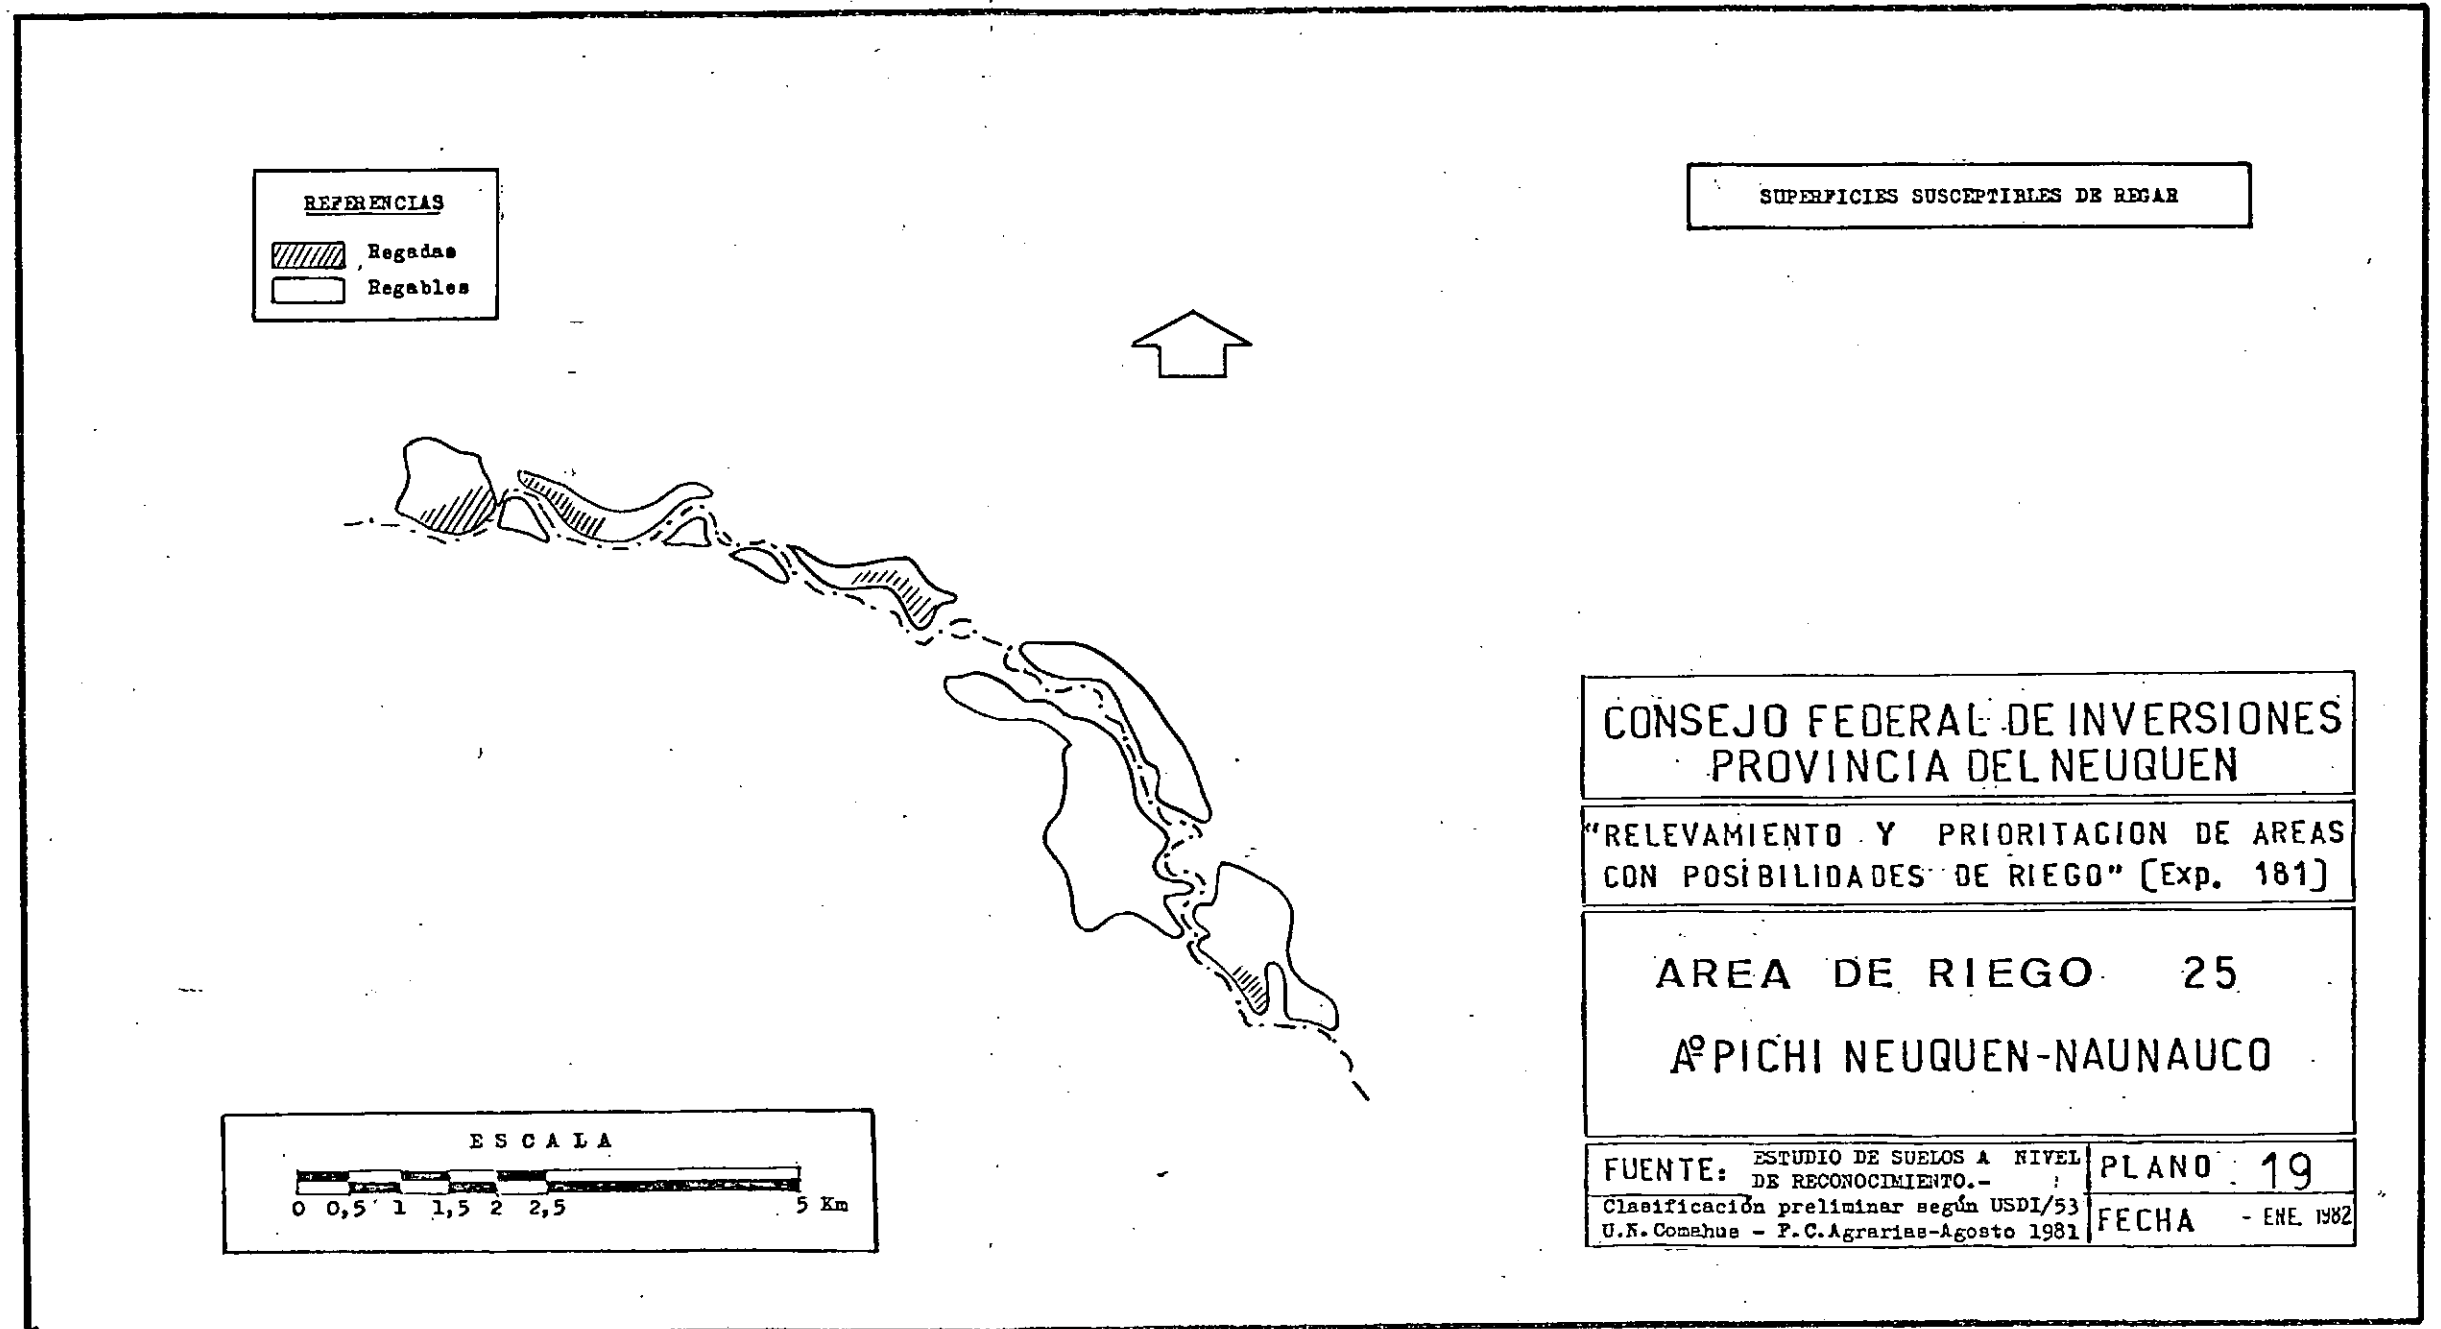 REFERENCIAS
Regadas
Regables
SUPERFICIES SUSCEPTIBLES DE REGAR
CONSEJO FEDERAL DE INVERSIONES
PROVINCIA DEL NEUQUEN
"RELEVAMIENTO Y PRIORITACION DE AREAS
CON POSIBILIDADES DE RIEGO" [Exp. 181]
AREA DE RIEGO 25
Aº PICHI NEUQUEN-NAUNAUCO
FUENTE: ESTUDIO DE SUELOS A NIVEL
DE RECONOCIMIENTO.-
Clasificación preliminar según USDI/53
U.N. Comahue - F.C. Agrarias-Agosto 1981
PLANO 19
FECHA - ENE. 1982
ESCALA
0 0,5 1 1,5 2 2,5 5 Km